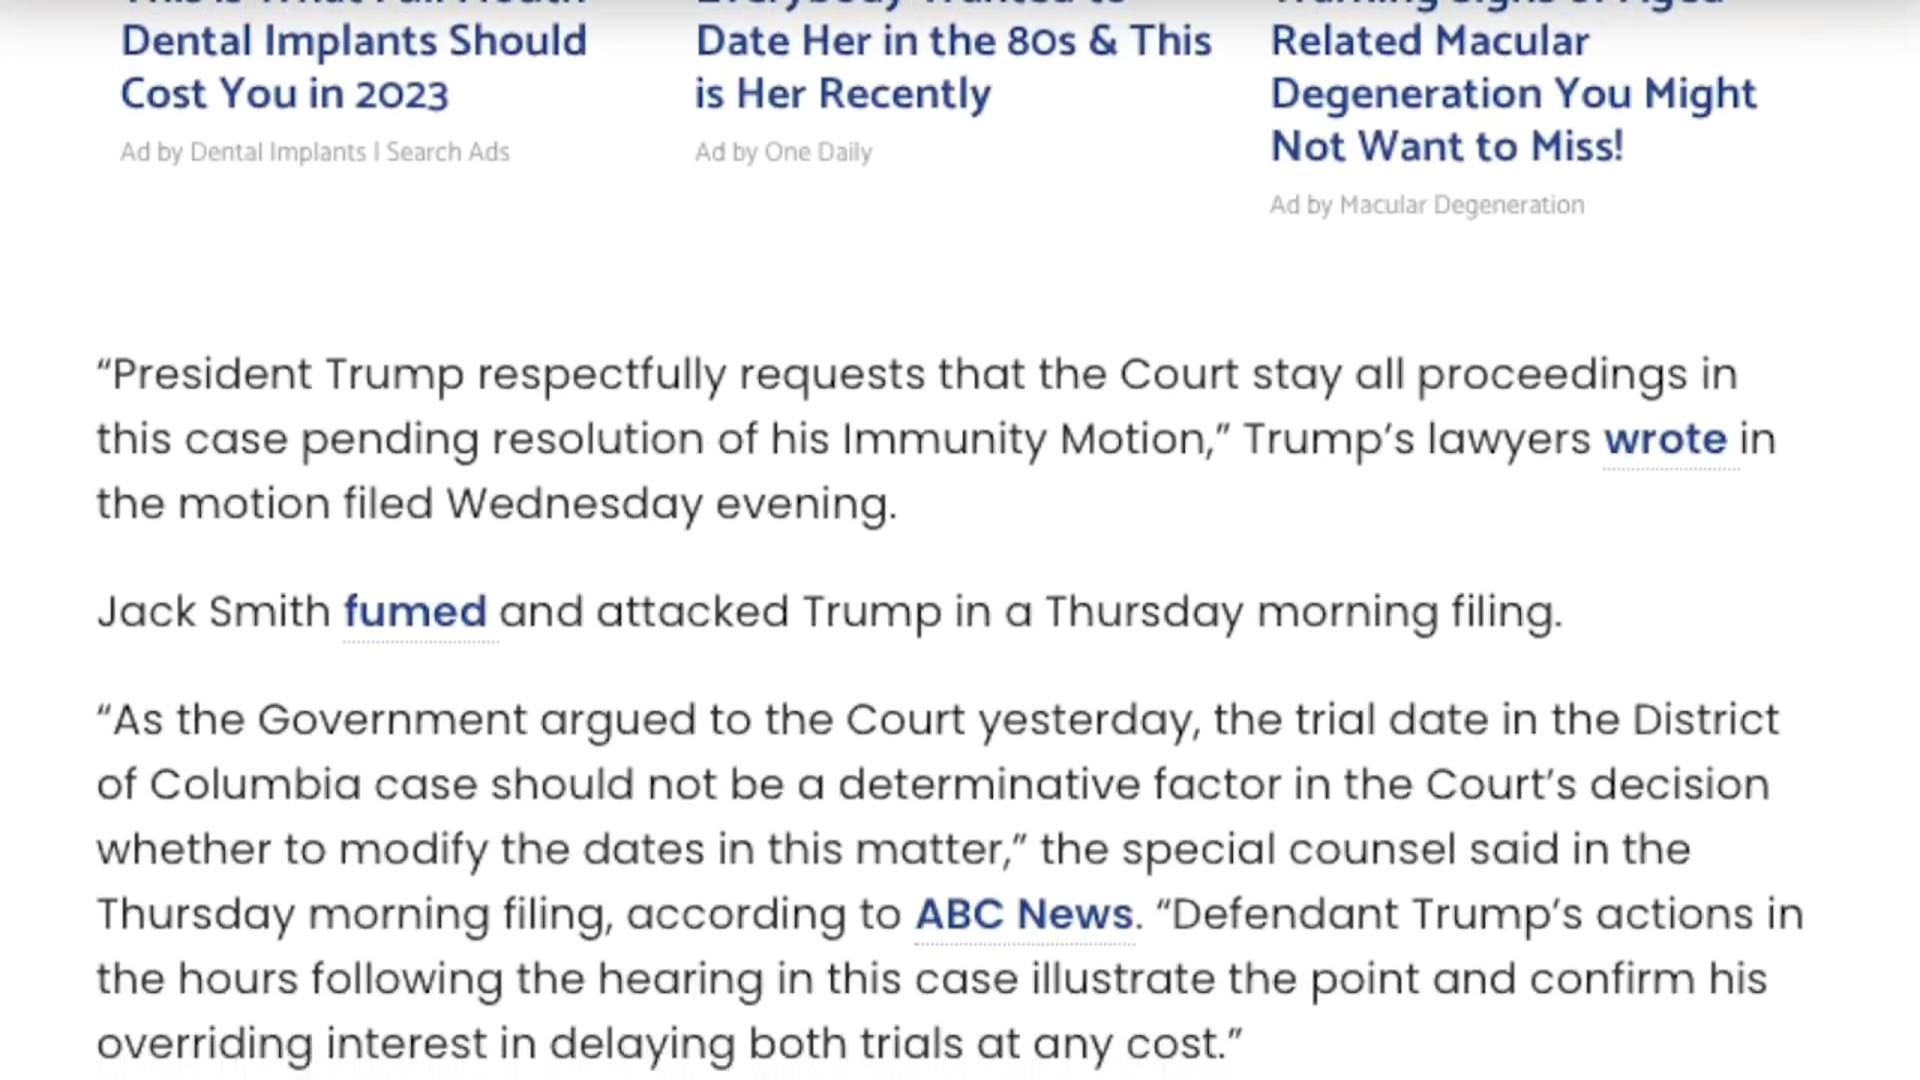 Dental Implants Should
Cost You in 2023
Ad by Dental Implants | Search Ads
Date Her in the 80s & This
is Her Recently
Ad by One Daily
Related Macular
Degeneration You Might
Not Want to Miss!
Ad by Macular Degeneration
“President Trump respectfully requests that the Court stay all proceedings in
this case pending resolution of his Immunity Motion,” Trump’s lawyers wrote in
the motion filed Wednesday evening.
Jack Smith fumed and attacked Trump in a Thursday morning filing.
“As the Government argued to the Court yesterday, the trial date in the District
of Columbia case should not be a determinative factor in the Court’s decision
whether to modify the dates in this matter,” the special counsel said in the
Thursday morning filing, according to ABC News. “Defendant Trump’s actions in
the hours following the hearing in this case illustrate the point and confirm his
overriding interest in delaying both trials at any cost.”